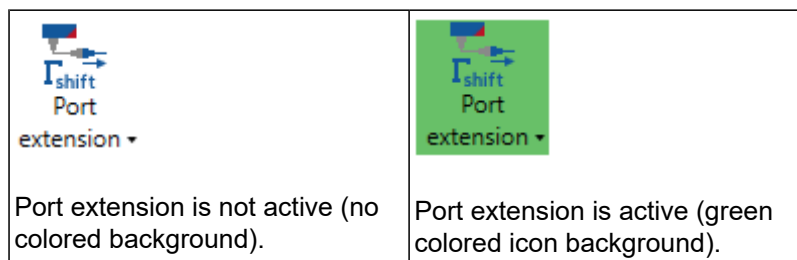 Γshift
Port
extension
Port extension is not active (no
colored background).
Γshift
Port
extension
Port extension is active (green
colored icon background).